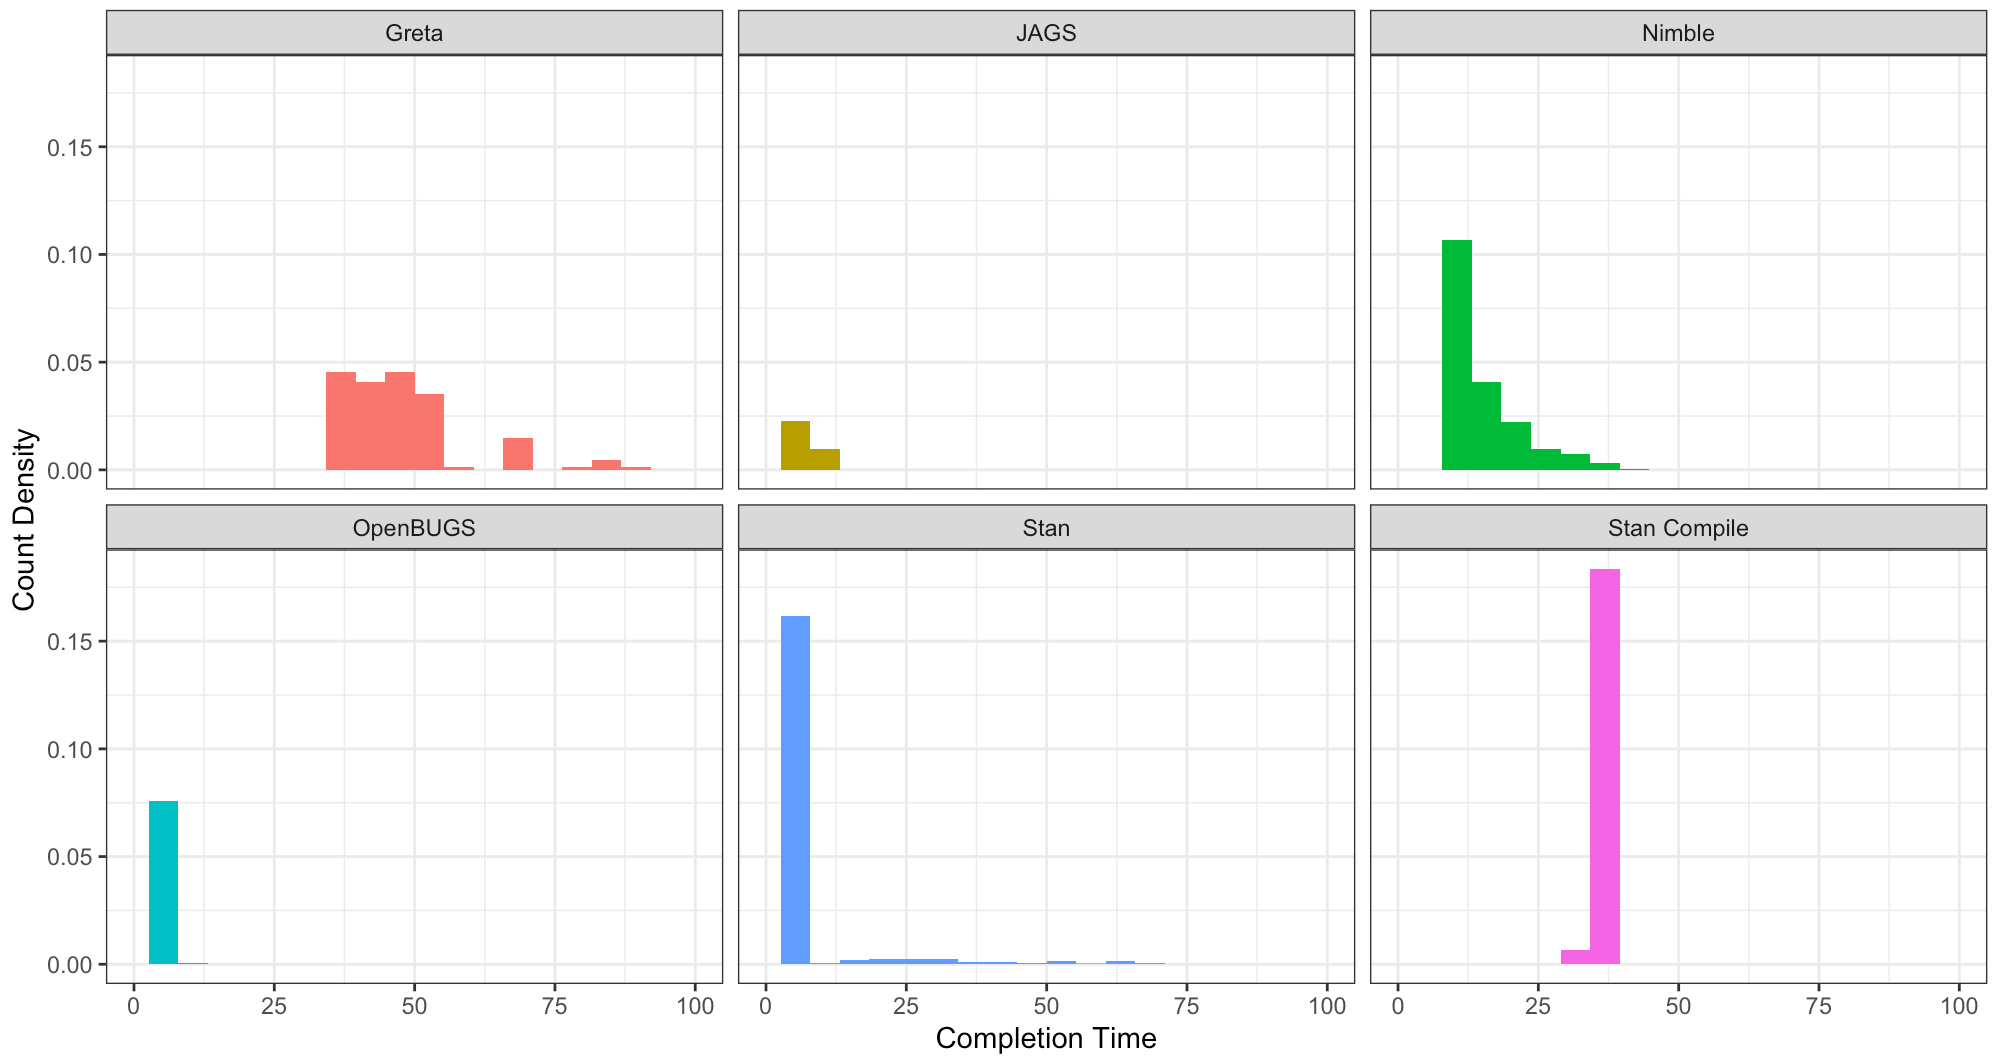 Greta JAGS Nimble
0.15
0.10
0.05
0.00
Count Density
OpenBUGS Stan Stan Compile
0.15
0.10
0.05
0.00
0 25 50 75 100 0 25 50 75 100 0 25 50 75 100
Completion Time